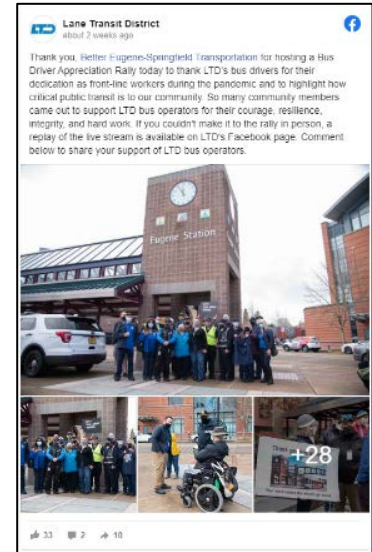 Lane Transit District
about 2 weeks ago
Thank you, Better Eugene-Springfield Transportation for hosting a Bus
Driver Appreciation Rally today to thank LTD's bus drivers for their
dedication as front-line workers during the pandemic and to highlight how
critical public transit is to our community. So many community members
came out to support LTD bus operators for their courage, resilience,
integrity, and hard work. If you couldn't make it to the rally in person, a
replay of the live stream is available on LTD's Facebook page. Comment
below to share your support of LTD bus operators.
Eugene Station
+28
33 2 10